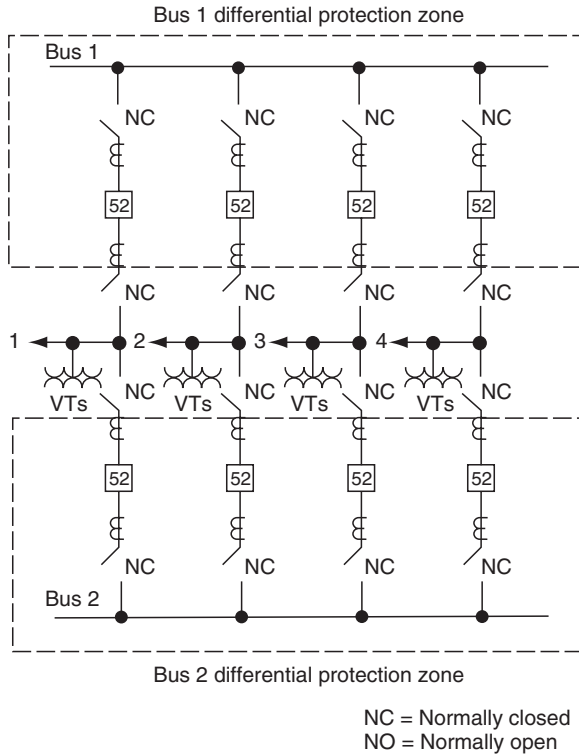 Bus 1 differential protection zone
Bus 1
NC NC NC NC
52 52 52 52
NC NC NC NC
1 2 3 4
NC NC NC NC
VTs VTs VTs VTs
52 52 52 52
NC NC NC NC
Bus 2
Bus 2 differential protection zone
NC = Normally closed
NO = Normally open